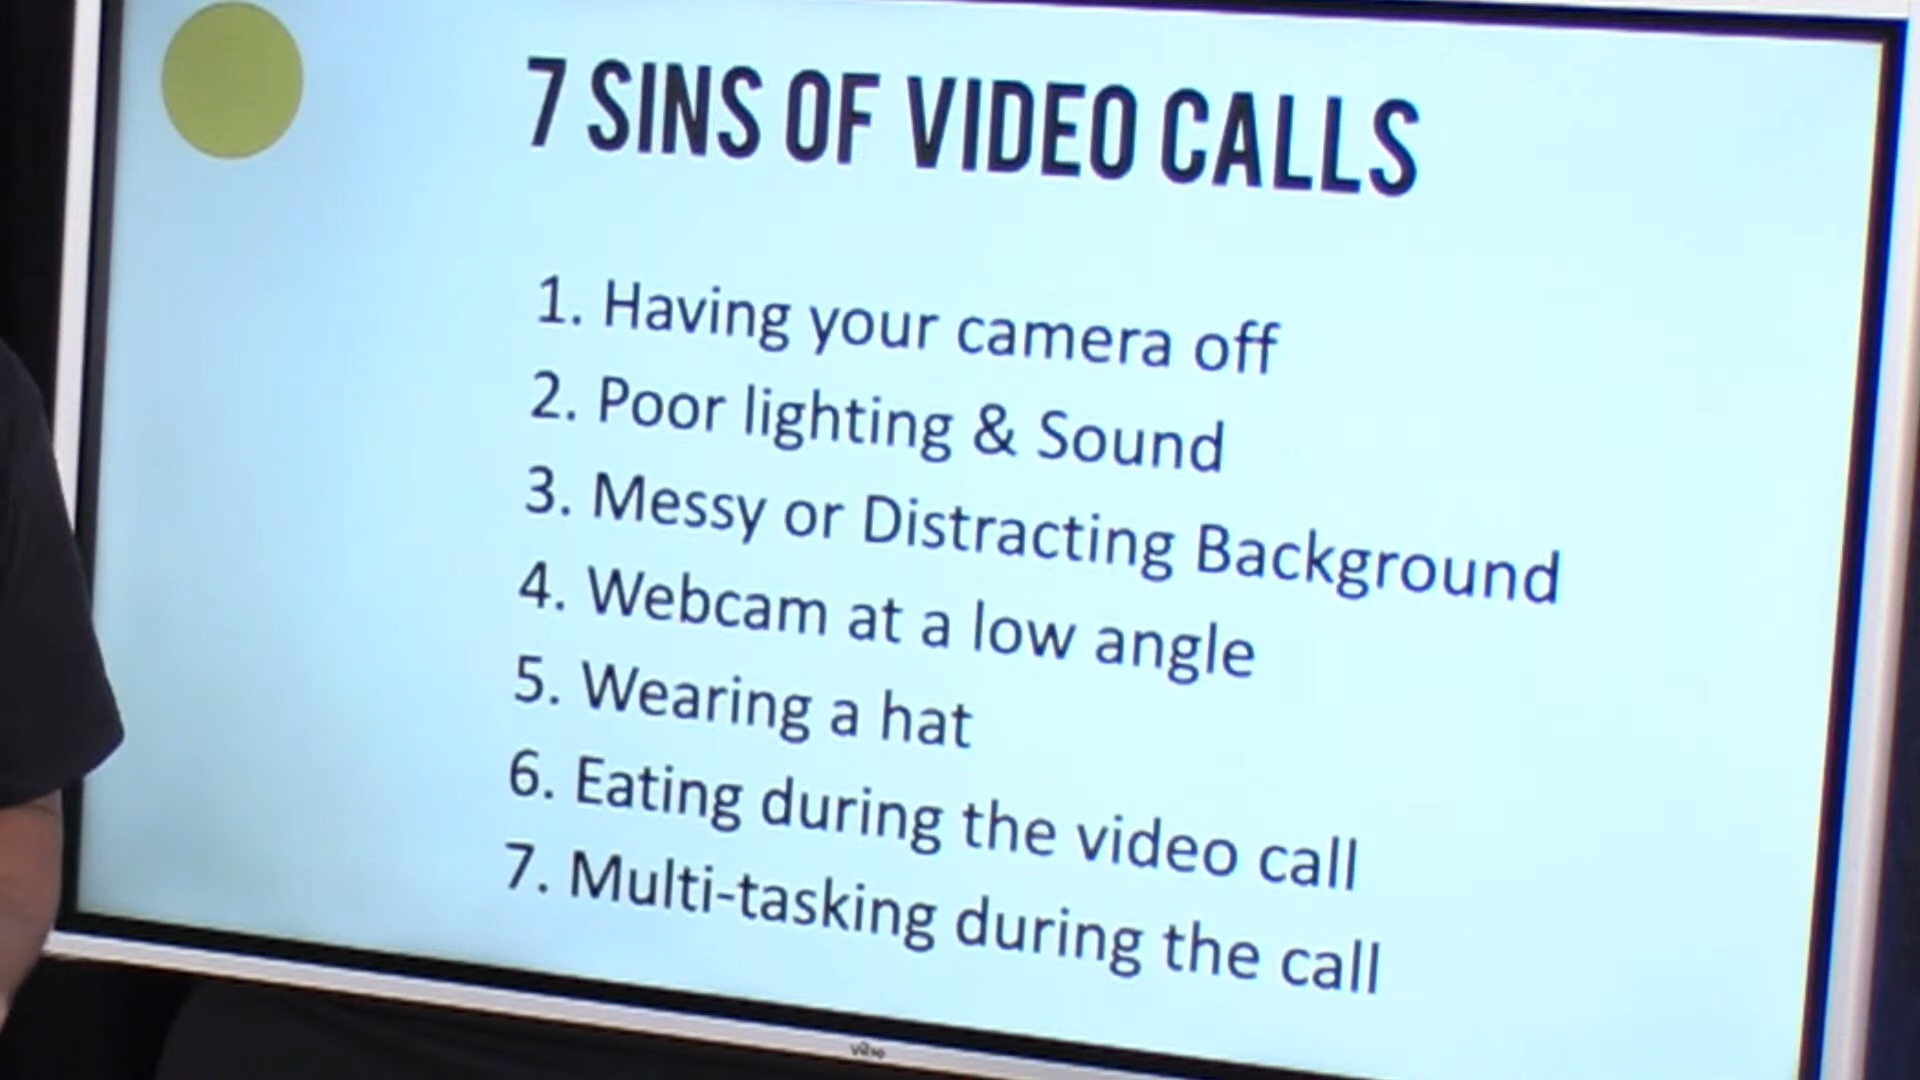 7 SINS OF VIDEO CALLS
1. Having your camera off
2. Poor lighting & Sound
3. Messy or Distracting Background
4. Webcam at a low angle
5. Wearing a hat
6. Eating during the video call
7. Multi-tasking during the call